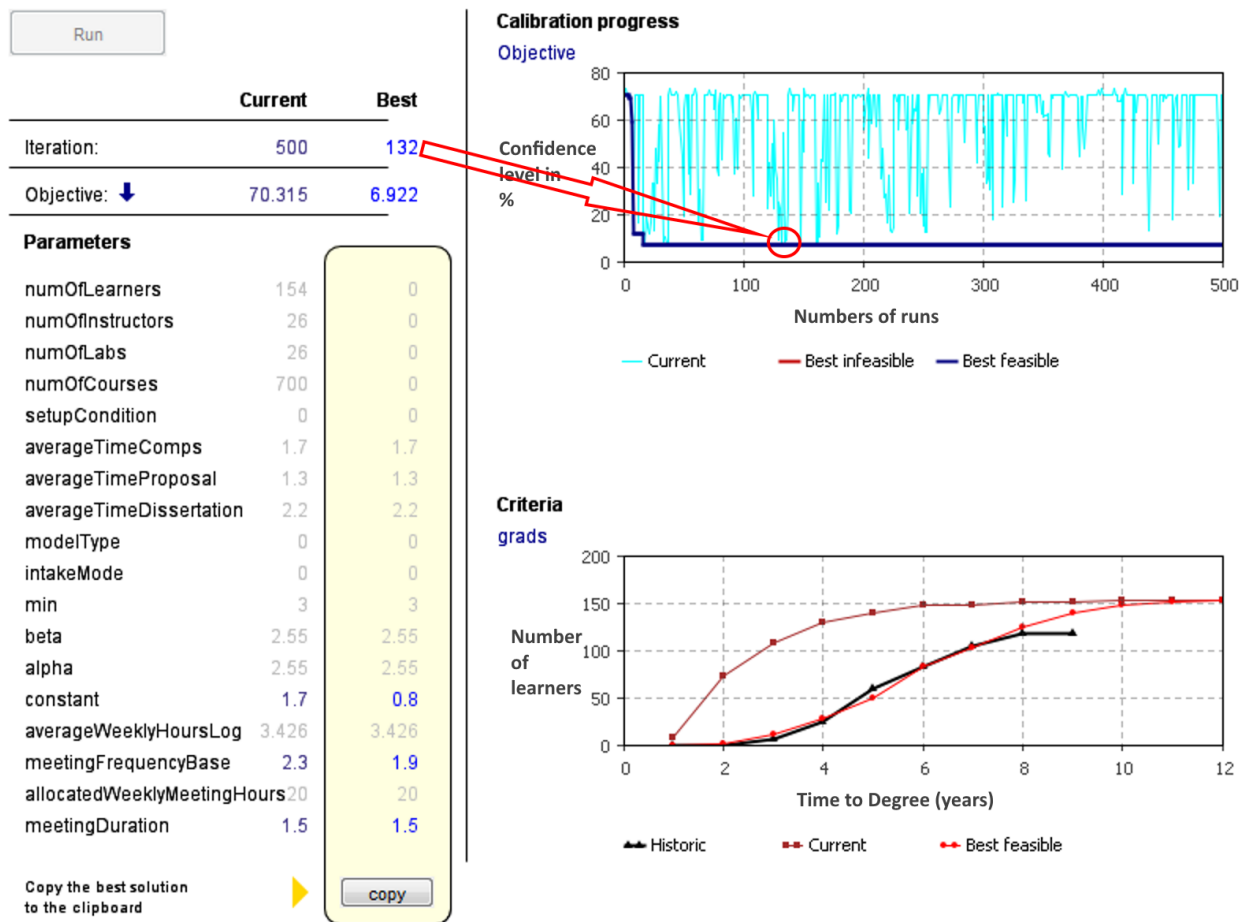 Run
Current Best
Iteration: 500 132
Objective: 70.315 6.922
Parameters
numOfLearners 154 0
numOfInstructors 26 0
numOfLabs 26 0
numOfCourses 700 0
setupCondition 0 0
averageTimeComps 1.7 1.7
averageTimeProposal 1.3 1.3
averageTimeDissertation 2.2 2.2
modelType 0 0
intakeMode 0 0
min 3 3
beta 2.55 2.55
alpha 2.55 2.55
constant 1.7 0.8
averageWeeklyHoursLog 3.426 3.426
meetingFrequencyBase 2.3 1.9
allocatedWeeklyMeetingHours 20 20
meetingDuration 1.5 1.5
Copy the best solution
to the clipboard
copy
Calibration progress
Objective
80
60
40
20
0
Confidence
level in
%
0 100 200 300 400 500
Numbers of runs
Current Best infeasible Best feasible
Criteria
grads
200
150
100
50
0
Number
of
learners
0 2 4 6 8 10 12
Time to Degree (years)
Historic Current Best feasible